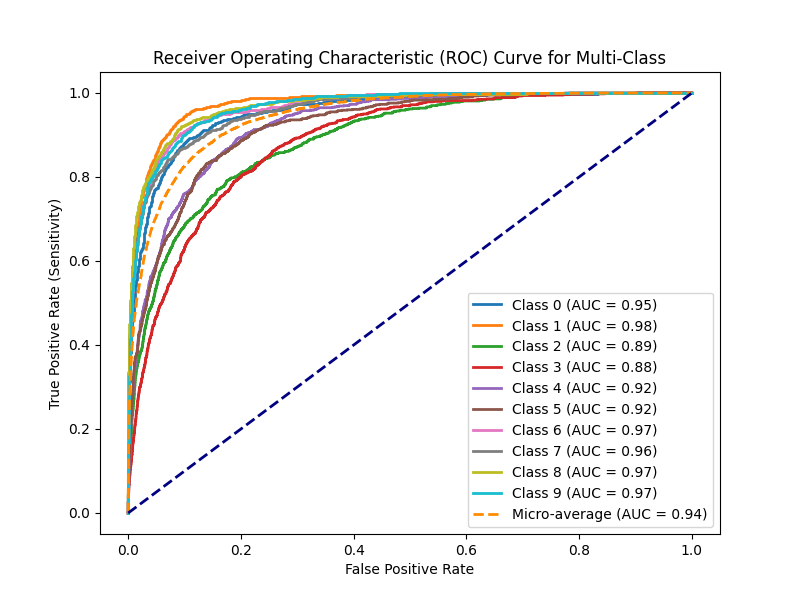 Receiver Operating Characteristic (ROC) Curve for Multi-Class
True Positive Rate (Sensitivity)
1.0
0.8
0.6
0.4
0.2
0.0
0.0 0.2 0.4 0.6 0.8 1.0
False Positive Rate
Class 0 (AUC = 0.95)
Class 1 (AUC = 0.98)
Class 2 (AUC = 0.89)
Class 3 (AUC = 0.88)
Class 4 (AUC = 0.92)
Class 5 (AUC = 0.92)
Class 6 (AUC = 0.97)
Class 7 (AUC = 0.96)
Class 8 (AUC = 0.97)
Class 9 (AUC = 0.97)
Micro-average (AUC = 0.94)